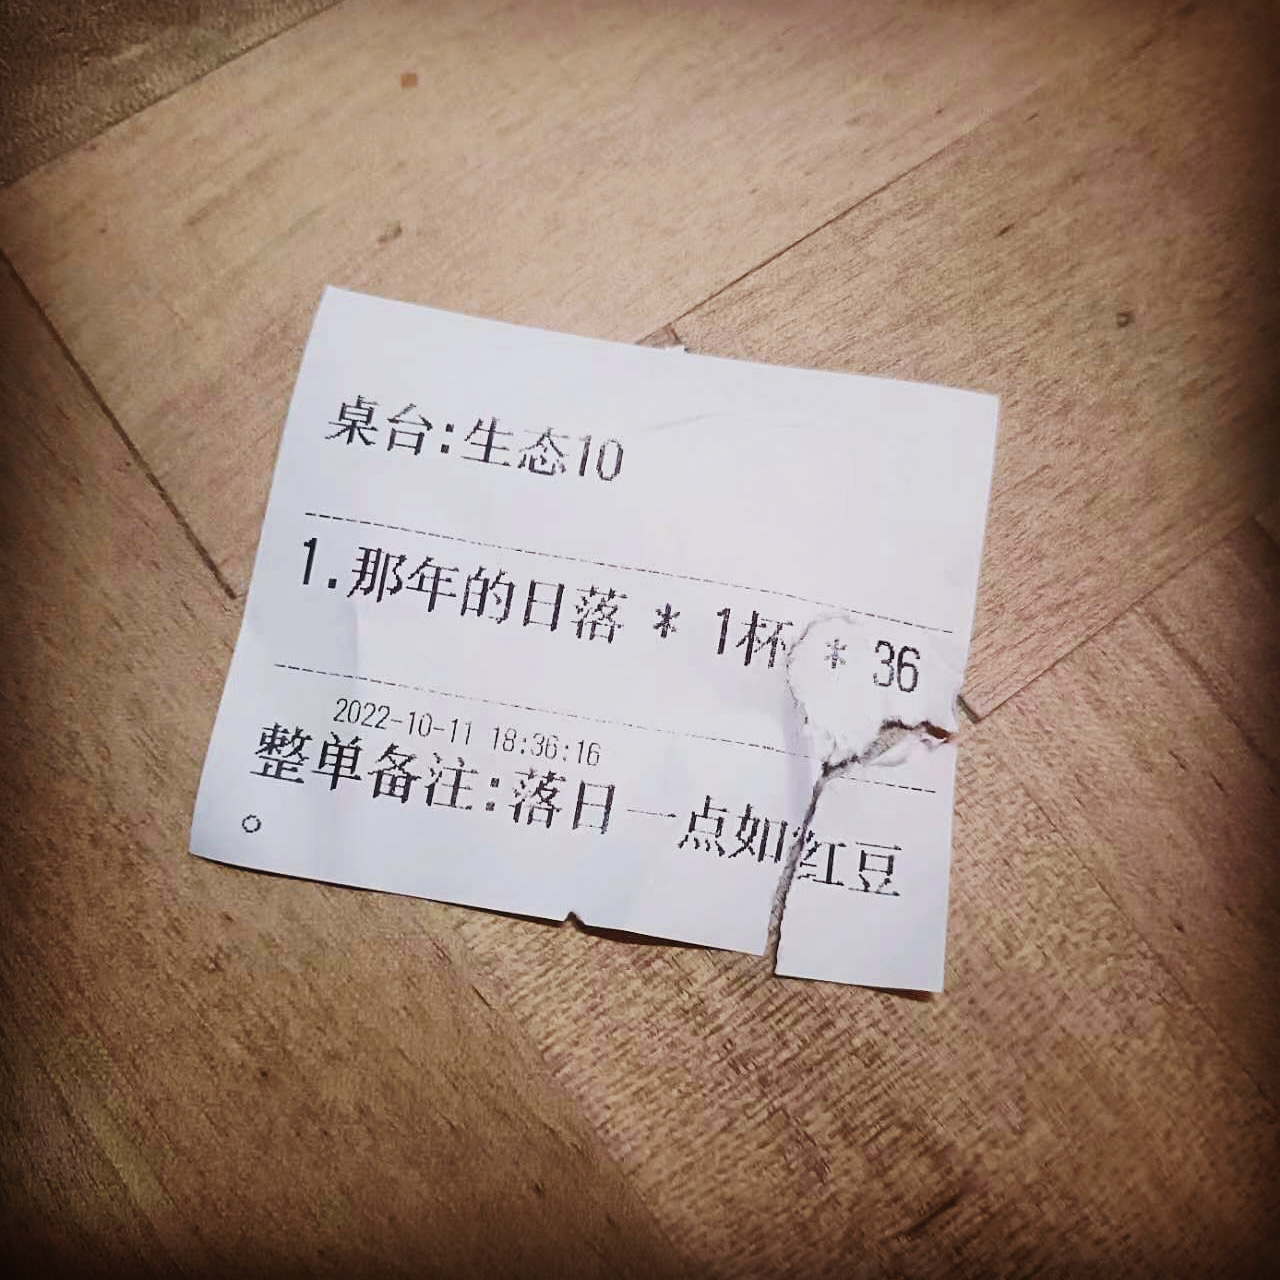 桌台:生态10
1.那年的日落 * 1杯 * 36
2022-10-11 18:36:16
整单备注:落日一点如红豆
。